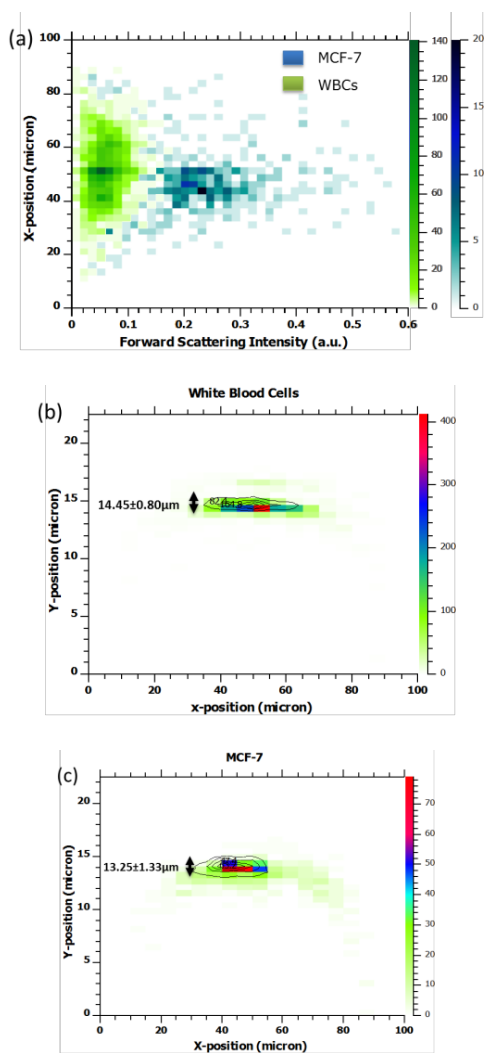 (a)
MCF-7
WBCs
X-position (micron)
100
80
60
40
20
0
0 0.1 0.2 0.3 0.4 0.5 0.6
Forward Scattering Intensity (a.u.)
140
120
100
80
60
40
20
0
20
15
10
5
0
(b)
White Blood Cells
Y-position (micron)
20
15
10
5
0
14.45±0.80µm
0 20 40 60 80 100
x-position (micron)
400
300
200
100
0
(c)
MCF-7
Y-position (micron)
20
15
10
5
0
13.25±1.33µm
0 20 40 60 80 100
X-position (micron)
70
60
50
40
30
20
10
0